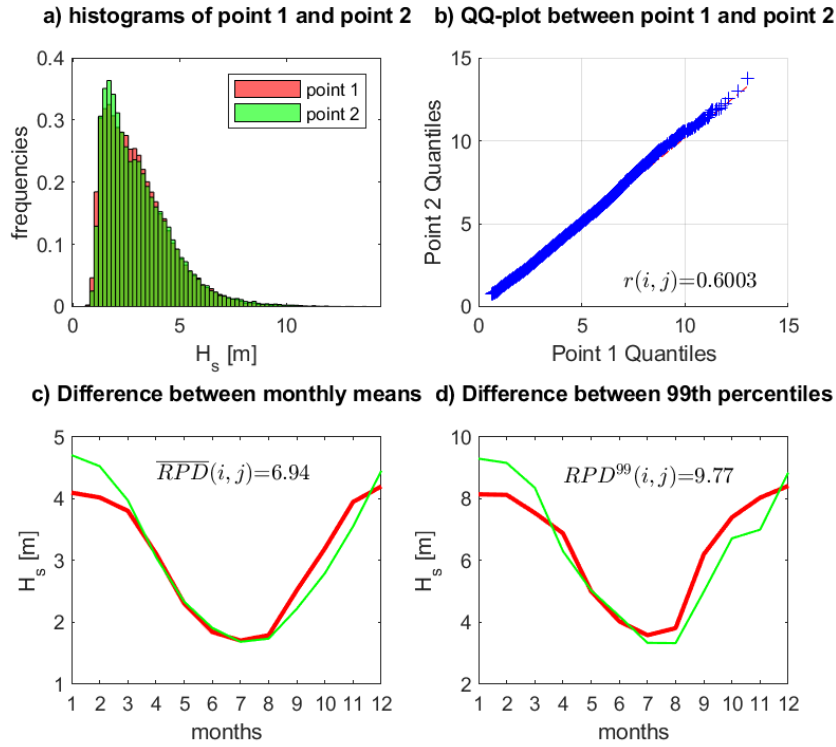 a) histograms of point 1 and point 2
0.4
0.3
0.2
0.1
0
frequencies
point 1
point 2
0 5 10
H_s [m]
b) QQ-plot between point 1 and point 2
15
10
5
0
Point 2 Quantiles
r(i, j)=0.6003
0 5 10 15
Point 1 Quantiles
c) Difference between monthly means
5
4
3
2
1
H_s [m]
\overline{RPD}(i, j)=6.94
1 2 3 4 5 6 7 8 9 10 11 12
months
d) Difference between 99th percentiles
10
8
6
4
2
H_s [m]
RPD^{99}(i, j)=9.77
1 2 3 4 5 6 7 8 9 10 11 12
months